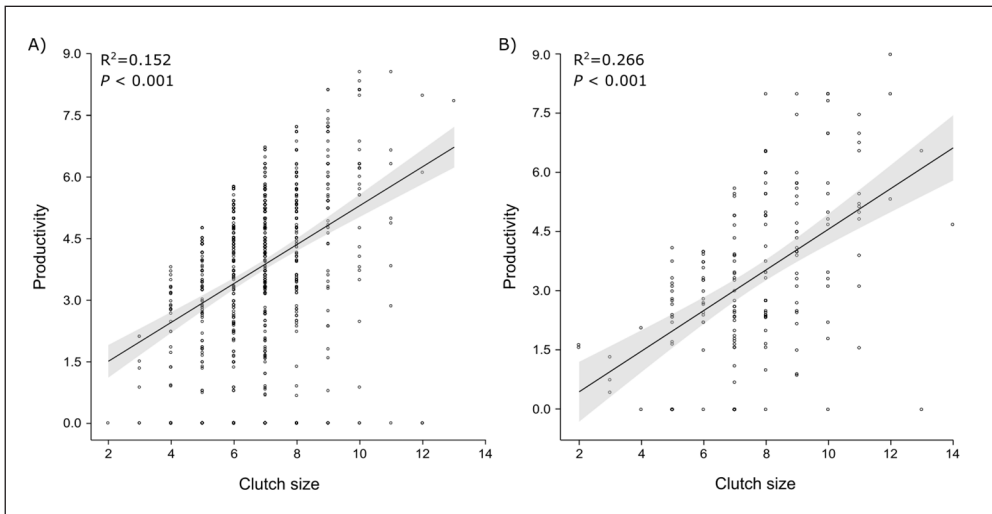 A)
R²=0.152
P < 0.001
9.0
7.5
6.0
4.5
3.0
1.5
0.0
Productivity
2 4 6 8 10 12 14
Clutch size
B)
R²=0.266
P < 0.001
9.0
7.5
6.0
4.5
3.0
1.5
0.0
Productivity
2 4 6 8 10 12 14
Clutch size